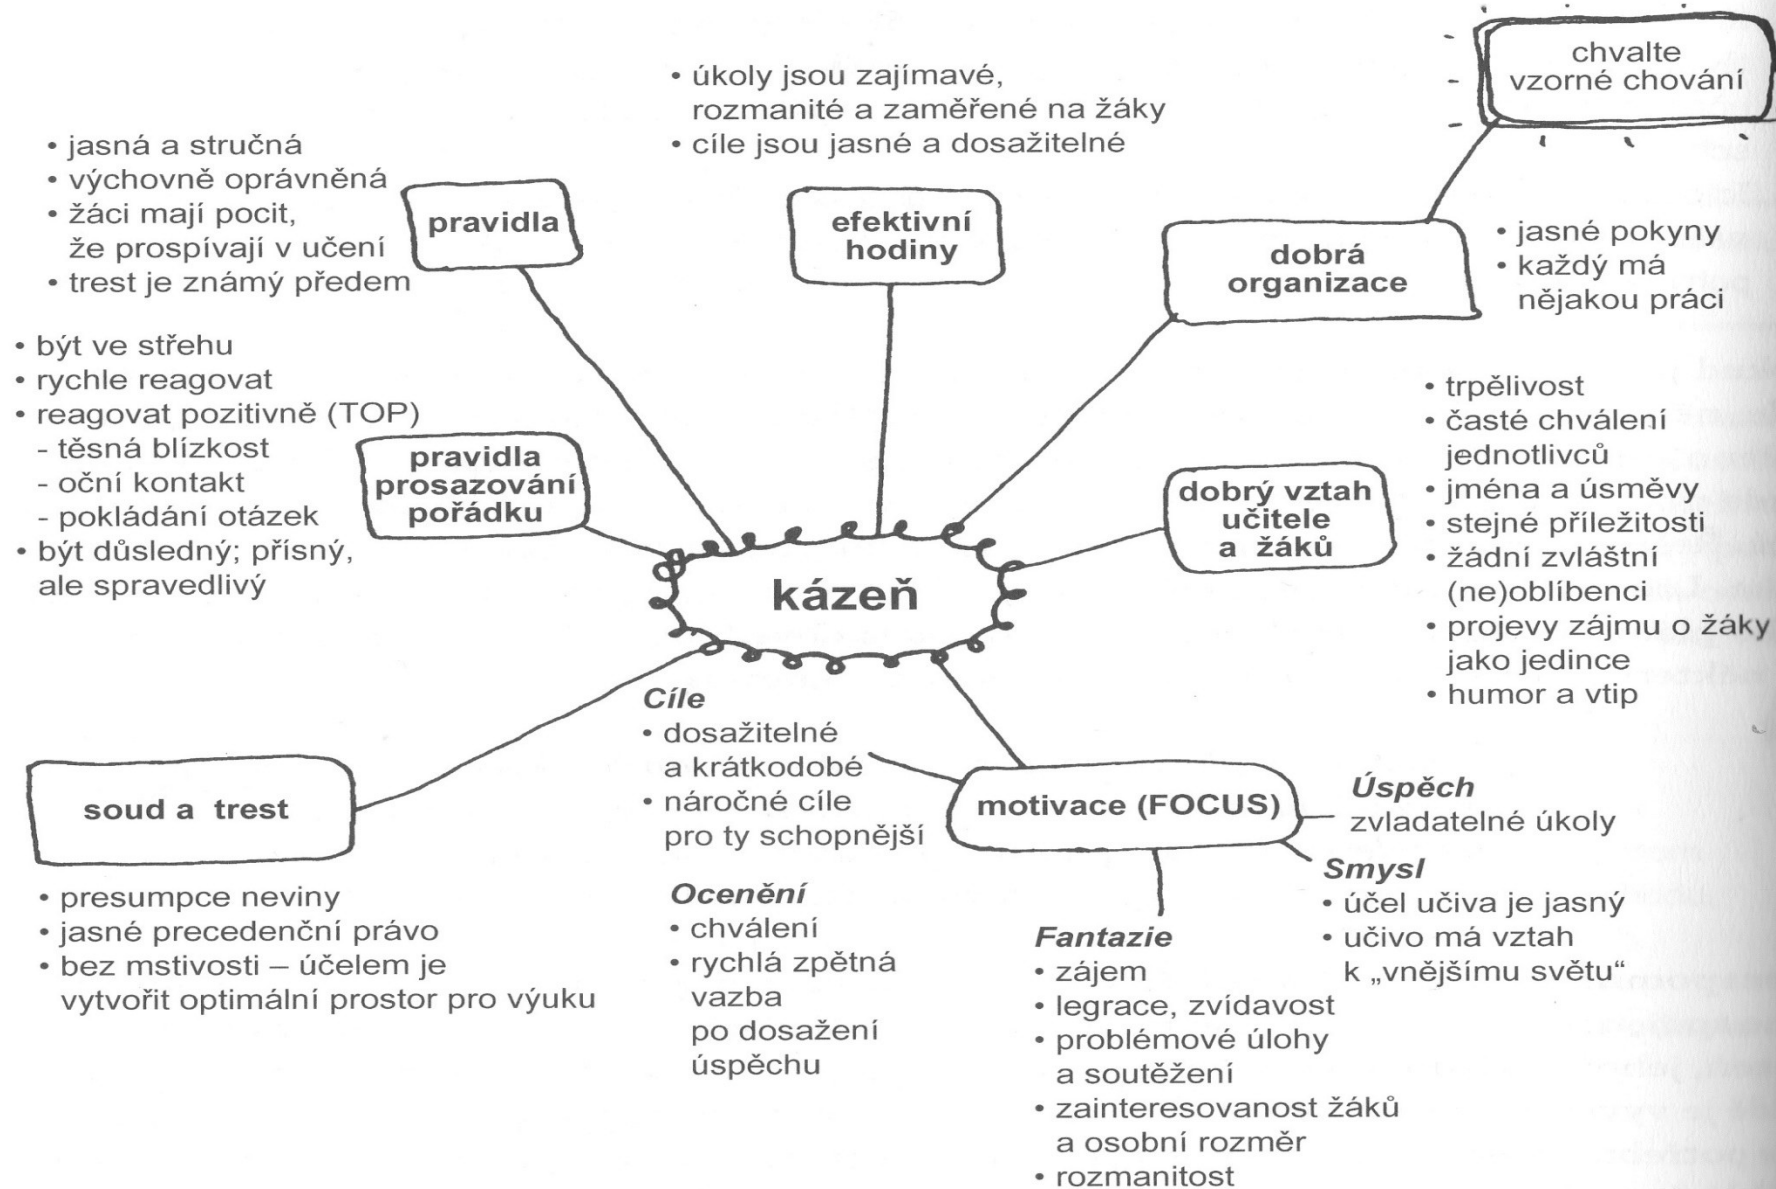 chvalte
vzorné chování
• úkoly jsou zajímavé,
rozmanité a zaměřené na žáky
• cíle jsou jasné a dosažitelné
• jasná a stručná
• výchovně oprávněná
• žáci mají pocit,
že prospívají v učení
• trest je známý předem
pravidla
efektivní
hodiny
dobrá
organizace
• jasné pokyny
• každý má
nějakou práci
• být ve střehu
• rychle reagovat
• reagovat pozitivně (TOP)
- těsná blízkost
- oční kontakt
- pokládání otázek
• být důsledný; přísný,
ale spravedlivý
pravidla
prosazování
pořádku
dobrý vztah
učitele
a žáků
• trpělivost
• časté chválení
jednotlivců
• jména a úsměvy
• stejné příležitosti
• žádní zvláštní
(ne)oblíbenci
• projevy zájmu o žáky
jako jedince
• humor a vtip
kázeň
soud a trest
• presumpce neviny
• jasné precedenční právo
• bez mstivosti – účelem je
vytvořit optimální prostor pro výuku
Cíle
• dosažitelné
a krátkodobé
• náročné cíle
pro ty schopnější
motivace (FOCUS)
Úspěch
zvladatelné úkoly
Smysl
• účel učiva je jasný
• učivo má vztah
k „vnějšímu světu“
Ocenění
• chválení
• rychlá zpětná
vazba
po dosažení
úspěchu
Fantazie
• zájem
• legrace, zvídavost
• problémové úlohy
a soutěžení
• zainteresovanost žáků
a osobní rozměr
• rozmanitost